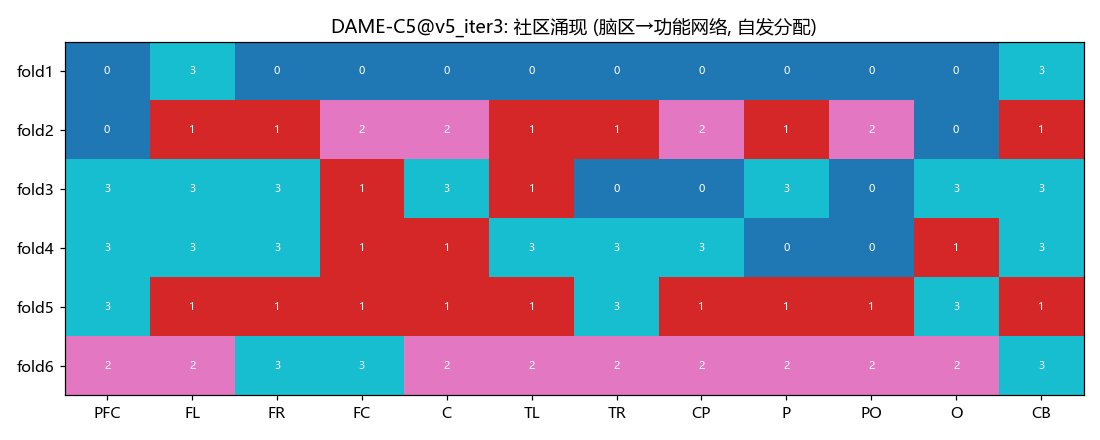 DAME-C5@v5_iter3: 社区涌现 (脑区→功能网络, 自发分配)
fold1 0 3 0 0 0 0 0 0 0 0 0 3
fold2 0 1 1 2 2 1 1 2 1 2 0 1
fold3 3 3 3 1 3 1 0 0 3 0 3 3
fold4 3 3 3 1 1 3 3 3 0 0 1 3
fold5 3 1 1 1 1 1 3 1 1 1 3 1
fold6 2 2 3 3 2 2 2 2 2 2 2 3
PFC FL FR FC C TL TR CP P PO O CB